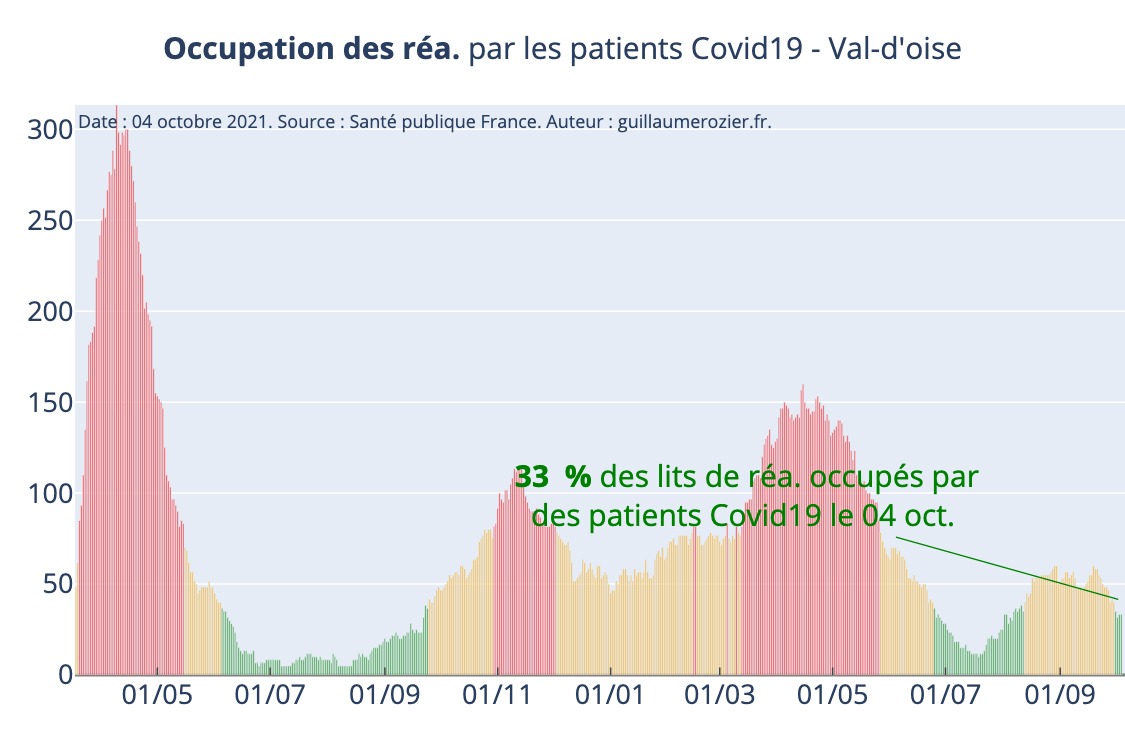 Occupation des réa. par les patients Covid19 - Val-d'oise
Date : 04 octobre 2021. Source : Santé publique France. Auteur : guillaumerozier.fr.
300
250
200
150
100
50
0
33 % des lits de réa. occupés par
des patients Covid19 le 04 oct.
01/05 01/07 01/09 01/11 01/01 01/03 01/05 01/07 01/09